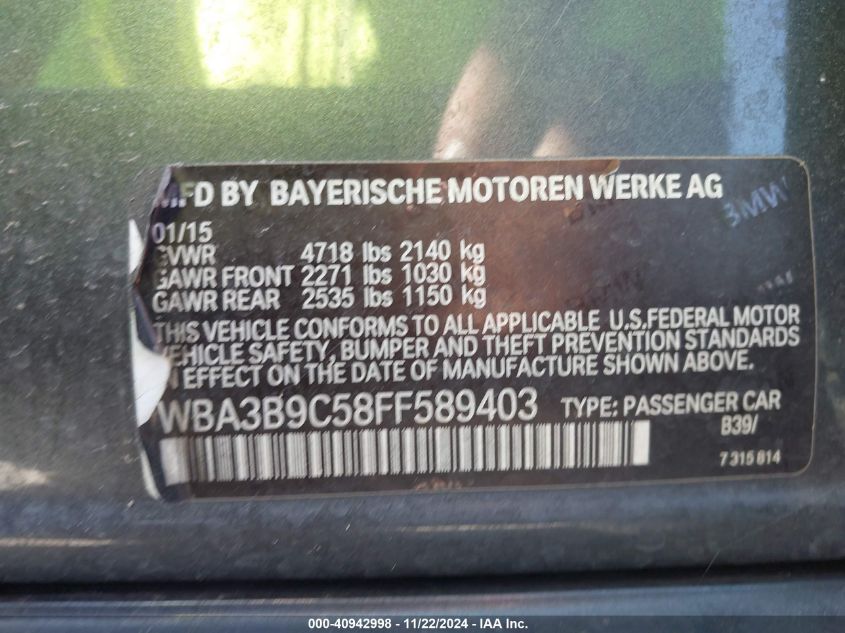 MFD BY BAYERISCHE MOTOREN WERKE AG
BMW
01/15
GVWR 4718 lbs 2140 kg
GAWR FRONT 2271 lbs 1030 kg
GAWR REAR 2535 lbs 1150 kg
THIS VEHICLE CONFORMS TO ALL APPLICABLE U.S.FEDERAL MOTOR
VEHICLE SAFETY, BUMPER AND THEFT PREVENTION STANDARDS
IN EFFECT ON THE DATE OF MANUFACTURE SHOWN ABOVE.
WBA3B9C58FF589403 TYPE: PASSENGER CAR
B39/
7 315 814
000-40942998 - 11/22/2024 - IAA Inc.